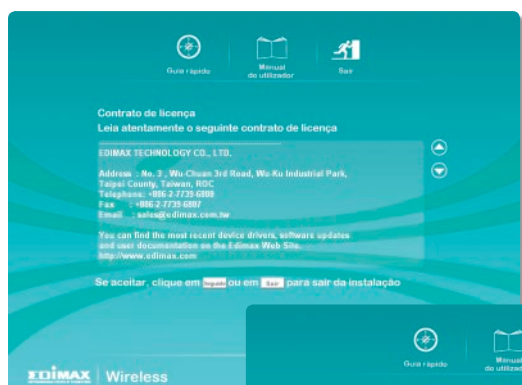 Guia rápido
Manual
do utilizador
Sair
Contrato de licença
Leia atentamente o seguinte contrato de licença
EDIMAX TECHNOLOGY CO., LTD.
Address : No. 3 , Wu-Chuan 3rd Road, Wu-Ku Industrial Park,
Taipei County, Taiwan, ROC
Telephone: +886-2-7739-6888
Fax : +886-2-7739-6887
Email : sales@edimax.com.tw
You can find the most recent device drivers, software updates
and user documentation on the Edimax Web Site.
http://www.edimax.com
Se aceitar, clique em Seguinte ou em Sair para sair da instalação
EDIMAX Wireless
Guia rápido
Manual
do utilizad